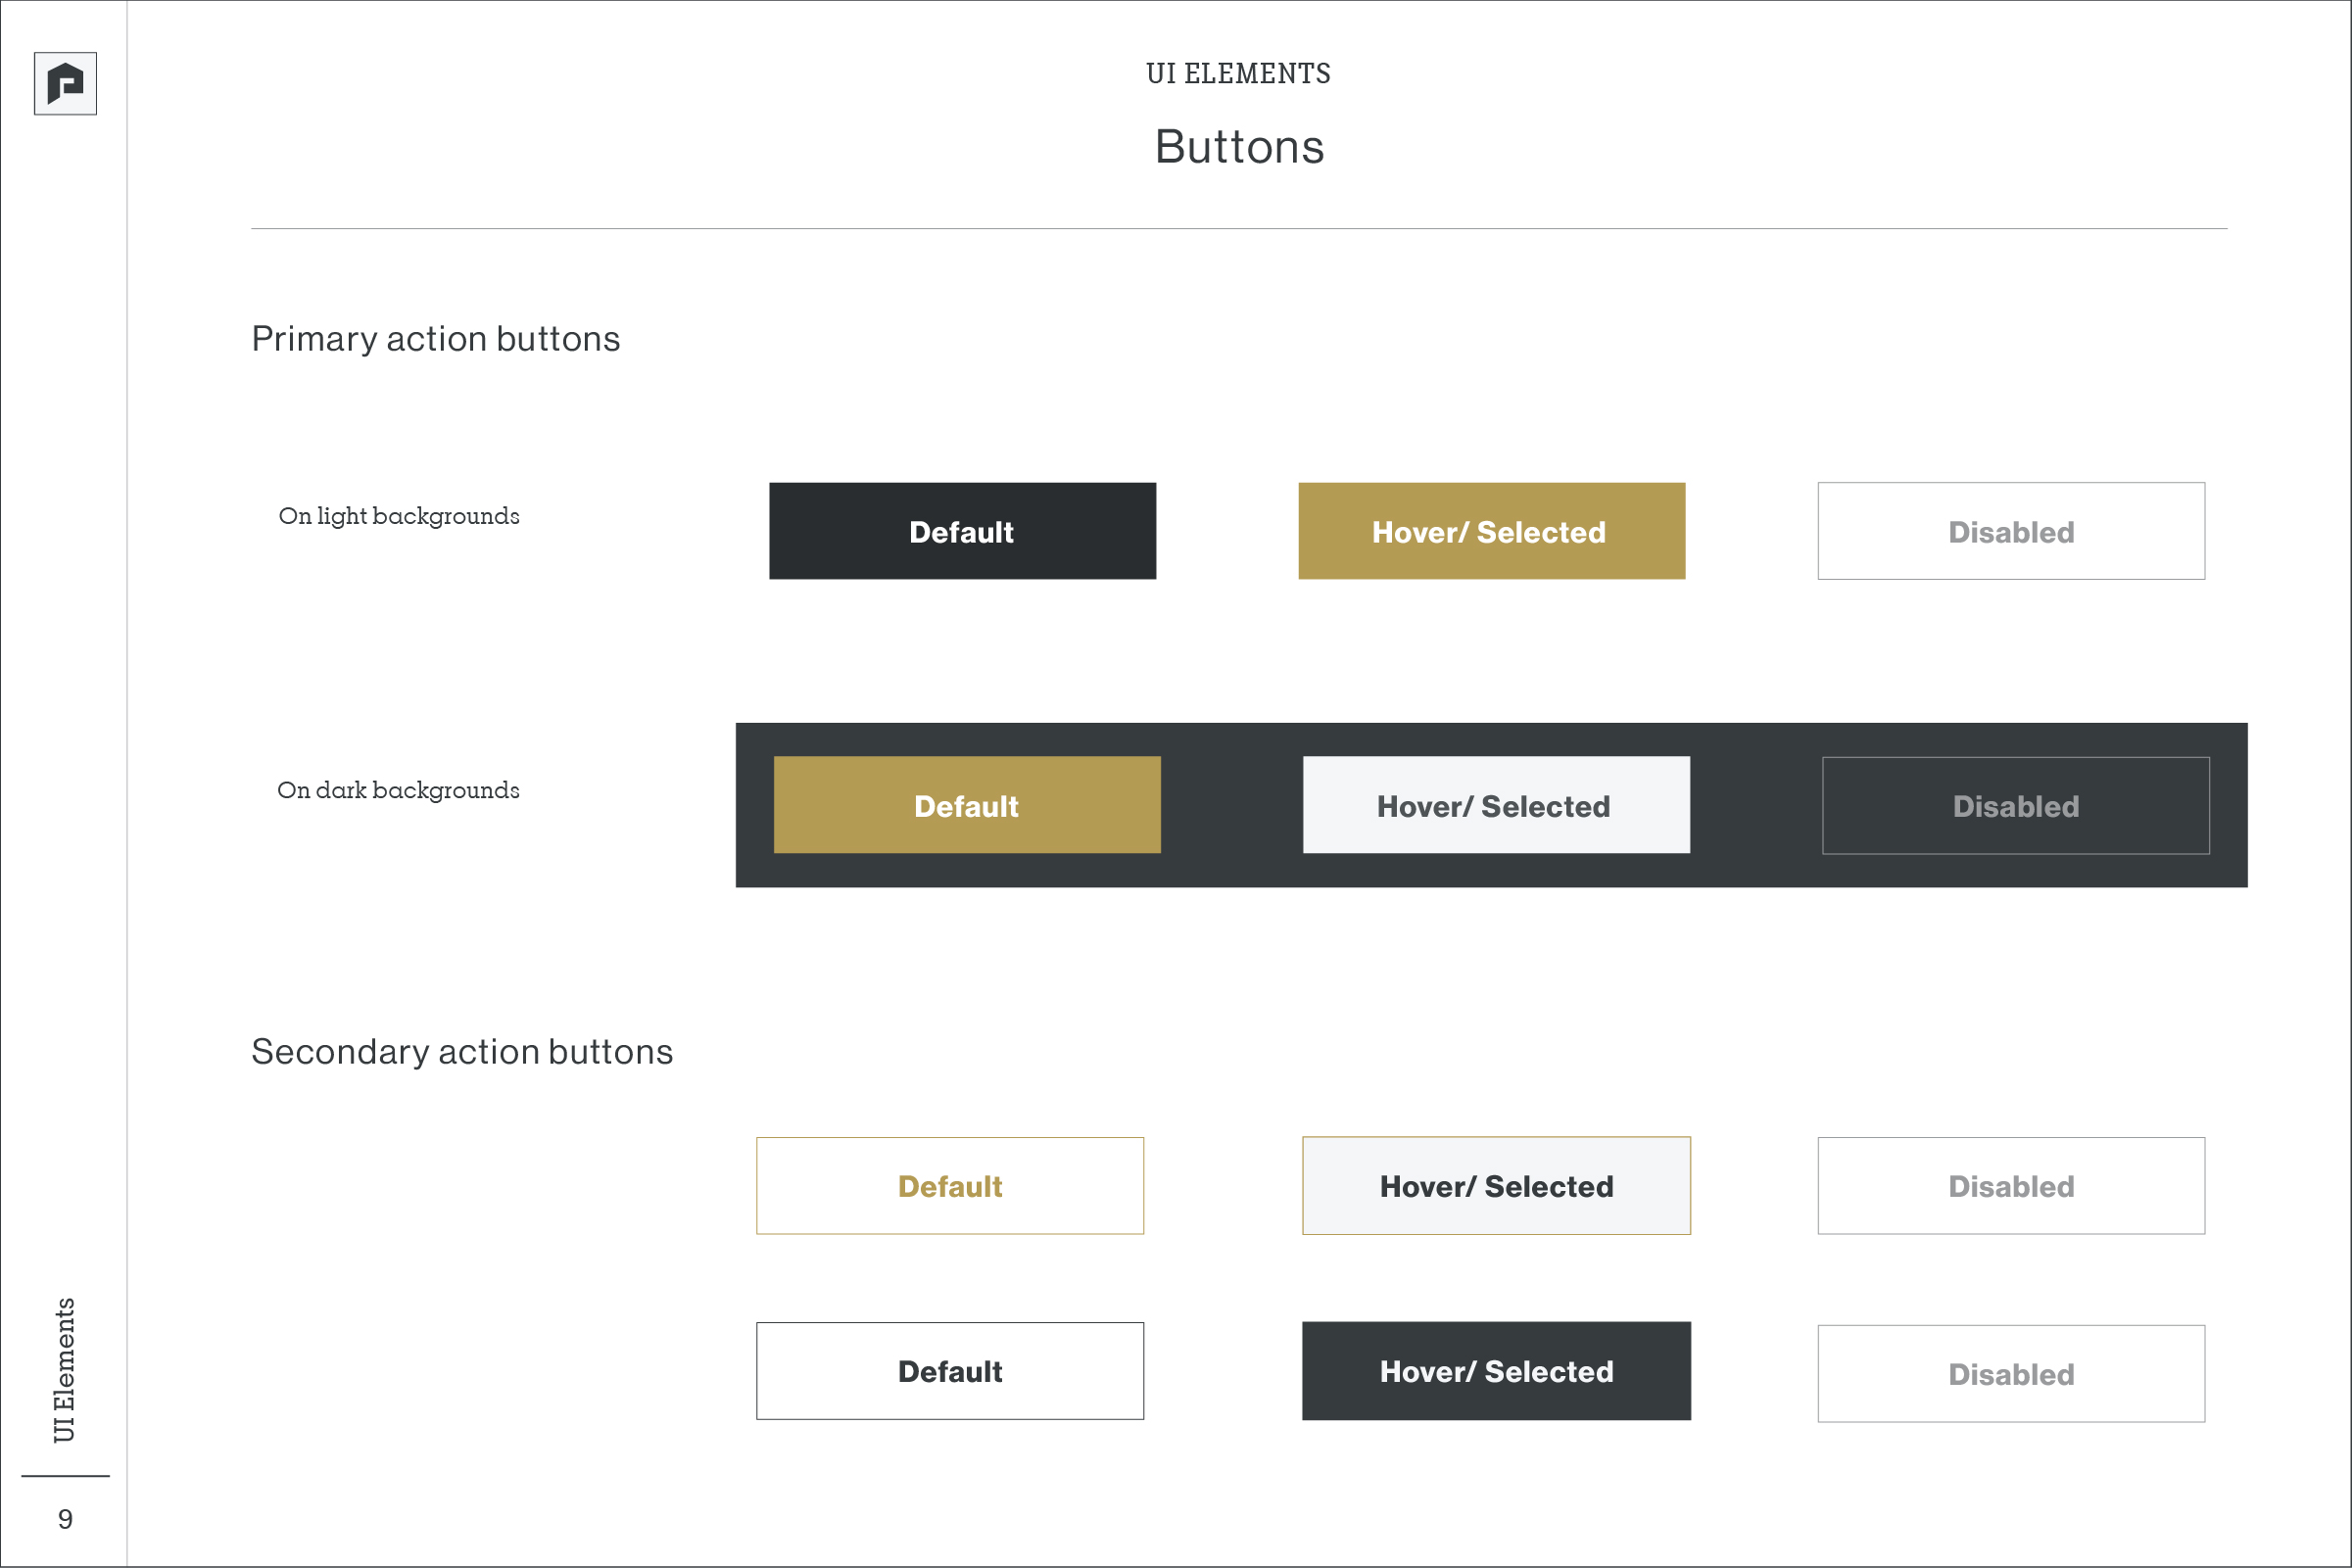 UI ELEMENTS
Buttons
Primary action buttons
On light backgrounds
Default
Hover/ Selected
Disabled
On dark backgrounds
Default
Hover/ Selected
Disabled
Secondary action buttons
Default
Hover/ Selected
Disabled
Default
Hover/ Selected
Disabled
UI Elements
9